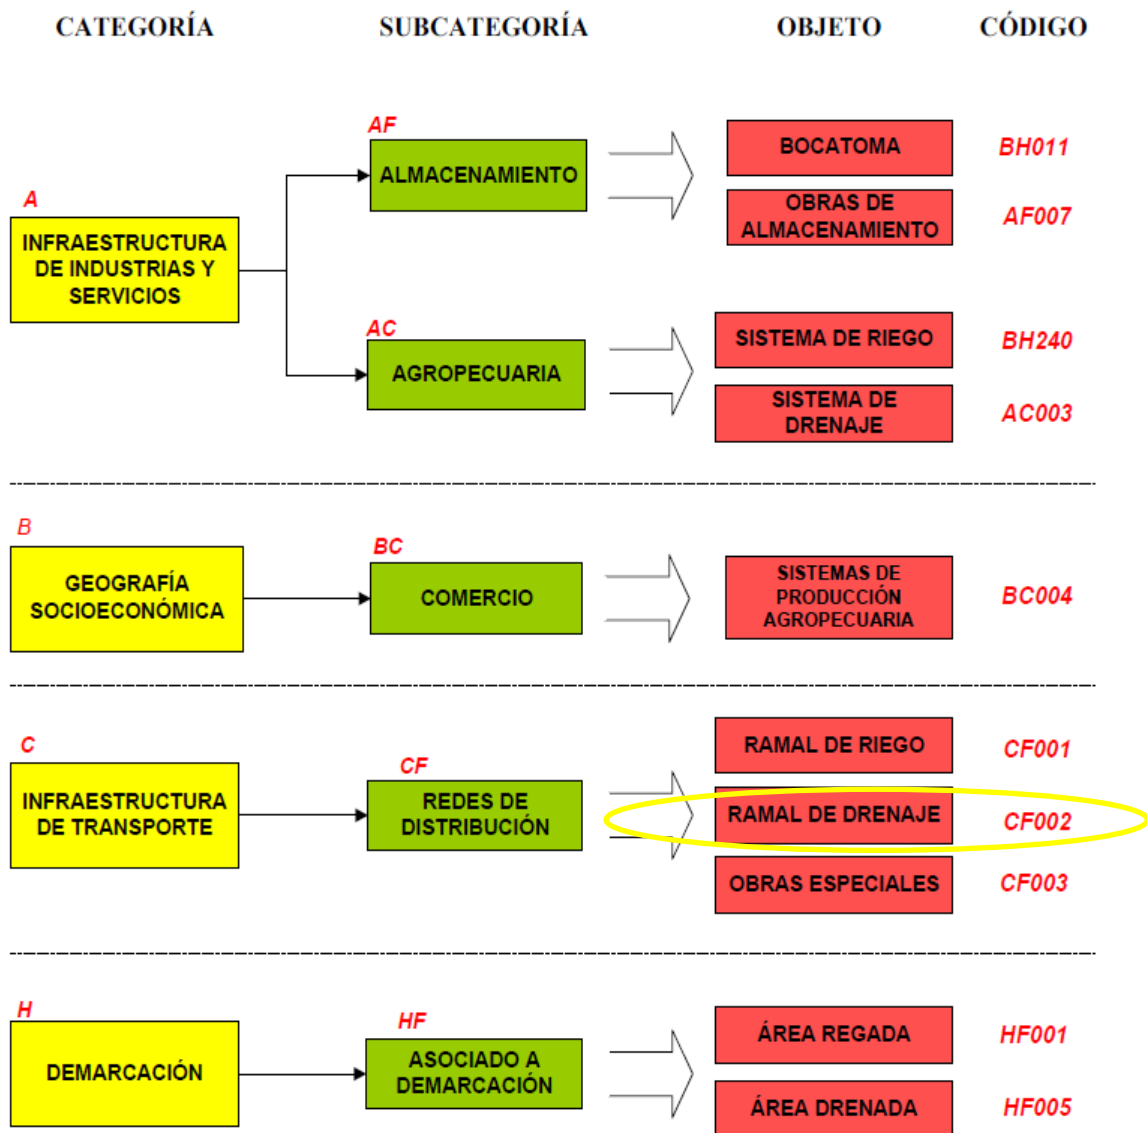 CATEGORÍA SUBCATEGORÍA OBJETO CÓDIGO
A
INFRAESTRUCTURA
DE INDUSTRIAS Y
SERVICIOS
AF
ALMACENAMIENTO
BOCATOMA BH011
OBRAS DE
ALMACENAMIENTO AF007
AC
AGROPECUARIA
SISTEMA DE RIEGO BH240
SISTEMA DE
DRENAJE AC003
B
GEOGRAFÍA
SOCIOECONÓMICA
BC
COMERCIO
SISTEMAS DE
PRODUCCIÓN
AGROPECUARIA BC004
C
INFRAESTRUCTURA
DE TRANSPORTE
CF
REDES DE
DISTRIBUCIÓN
RAMAL DE RIEGO CF001
RAMAL DE DRENAJE CF002
OBRAS ESPECIALES CF003
H
DEMARCACIÓN
HF
ASOCIADO A
DEMARCACIÓN
ÁREA REGADA HF001
ÁREA DRENADA HF005